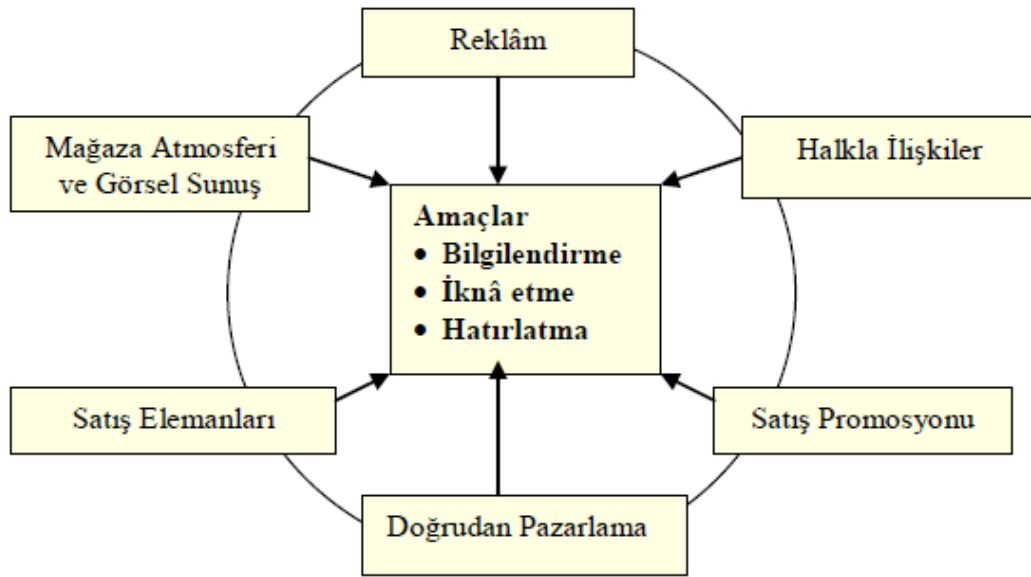 Reklâm
Mağaza Atmosferi
ve Görsel Sunuş
Halkla İlişkiler
Amaçlar
• Bilgilendirme
• İknâ etme
• Hatırlatma
Satış Elemanları
Satış Promosyonu
Doğrudan Pazarlama